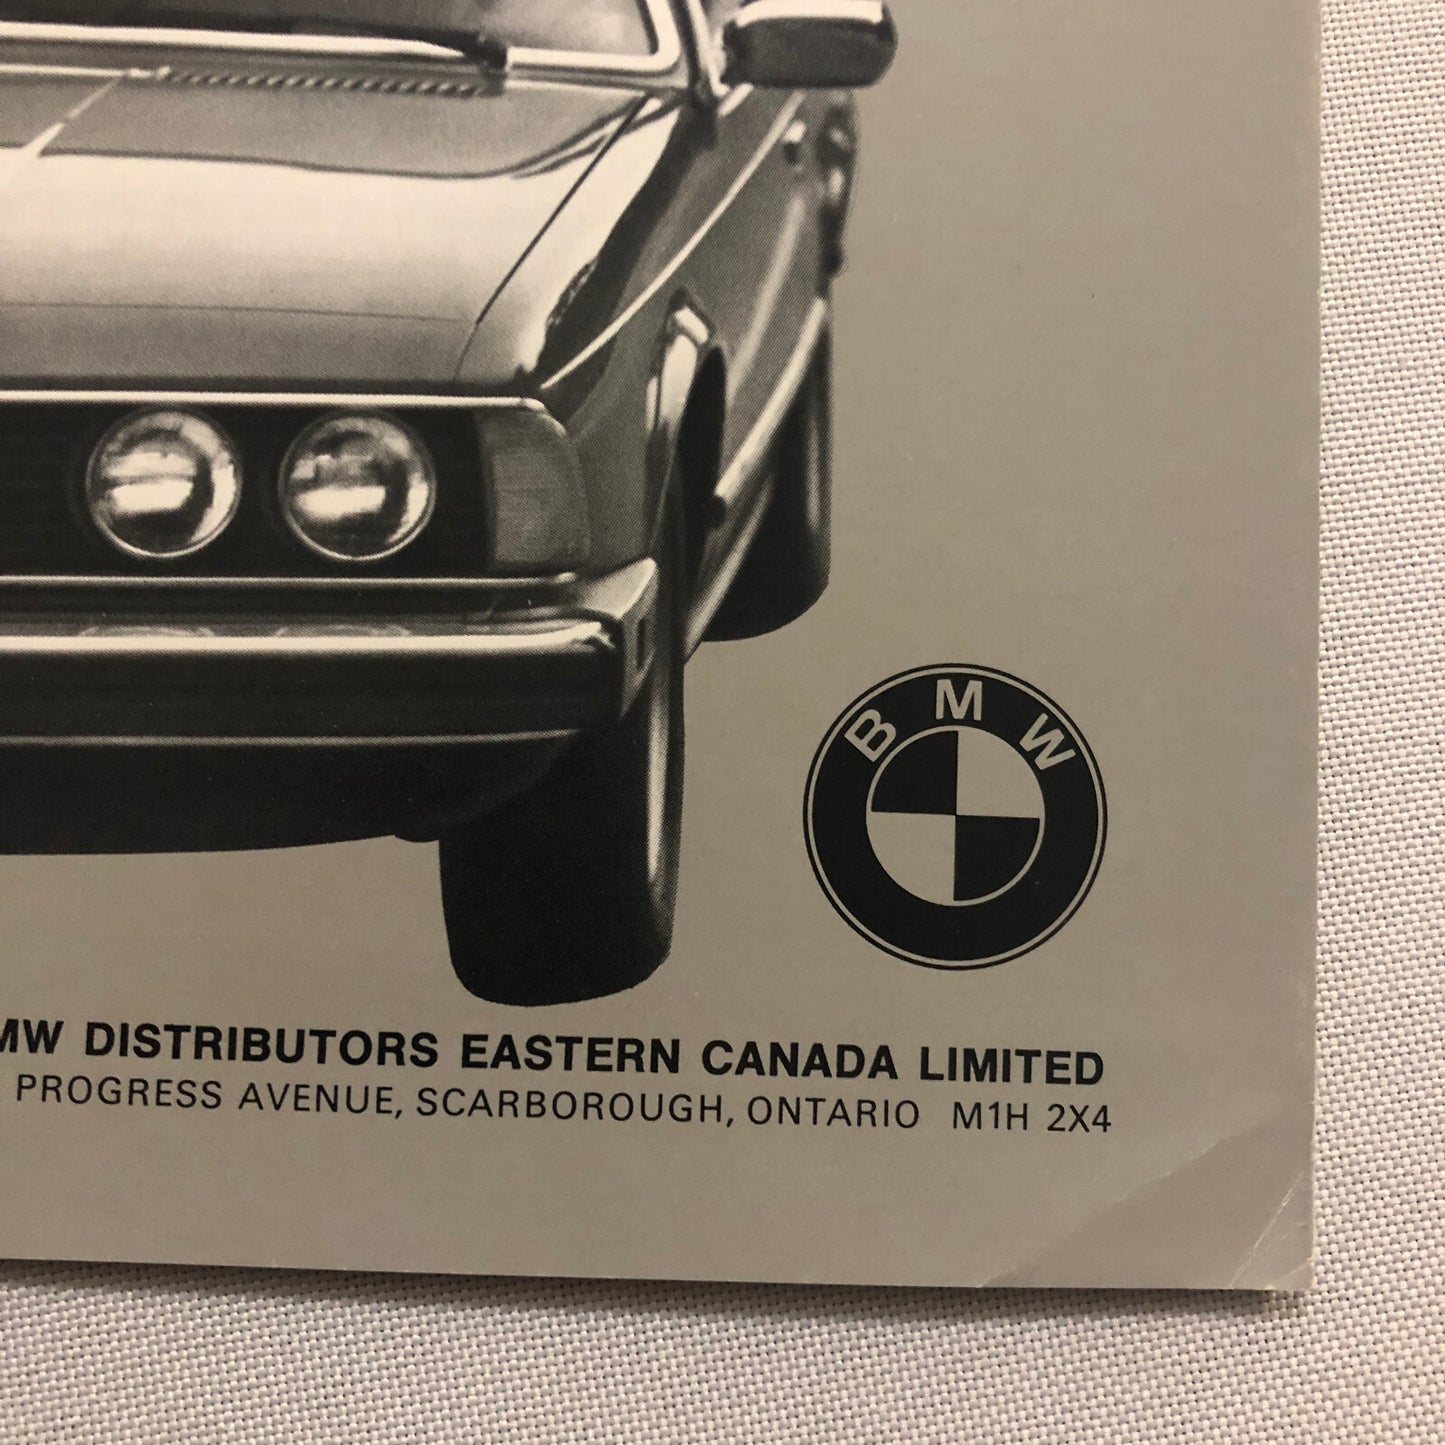 BMW
MW DISTRIBUTORS EASTERN CANADA LIMITED
PROGRESS AVENUE, SCARBOROUGH, ONTARIO M1H 2X4